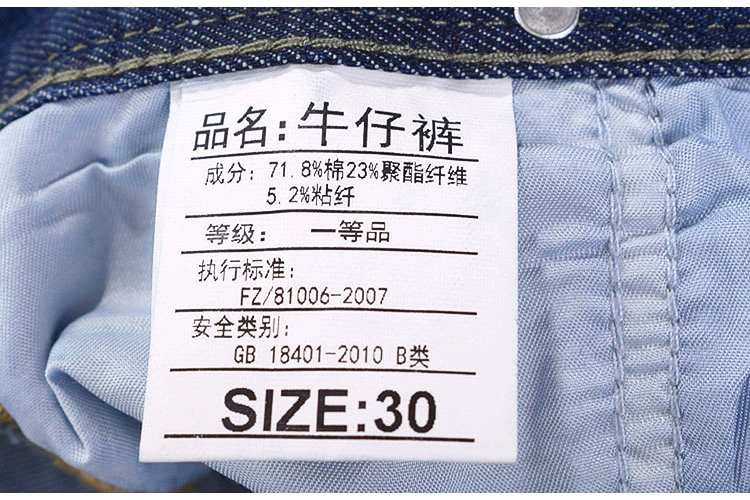 品名:牛仔裤
成分: 71.8%棉23%聚酯纤维
5.2%粘纤
等级: 一等品
执行标准:
FZ/81006-2007
安全类别:
GB 18401-2010 B类
SIZE:30